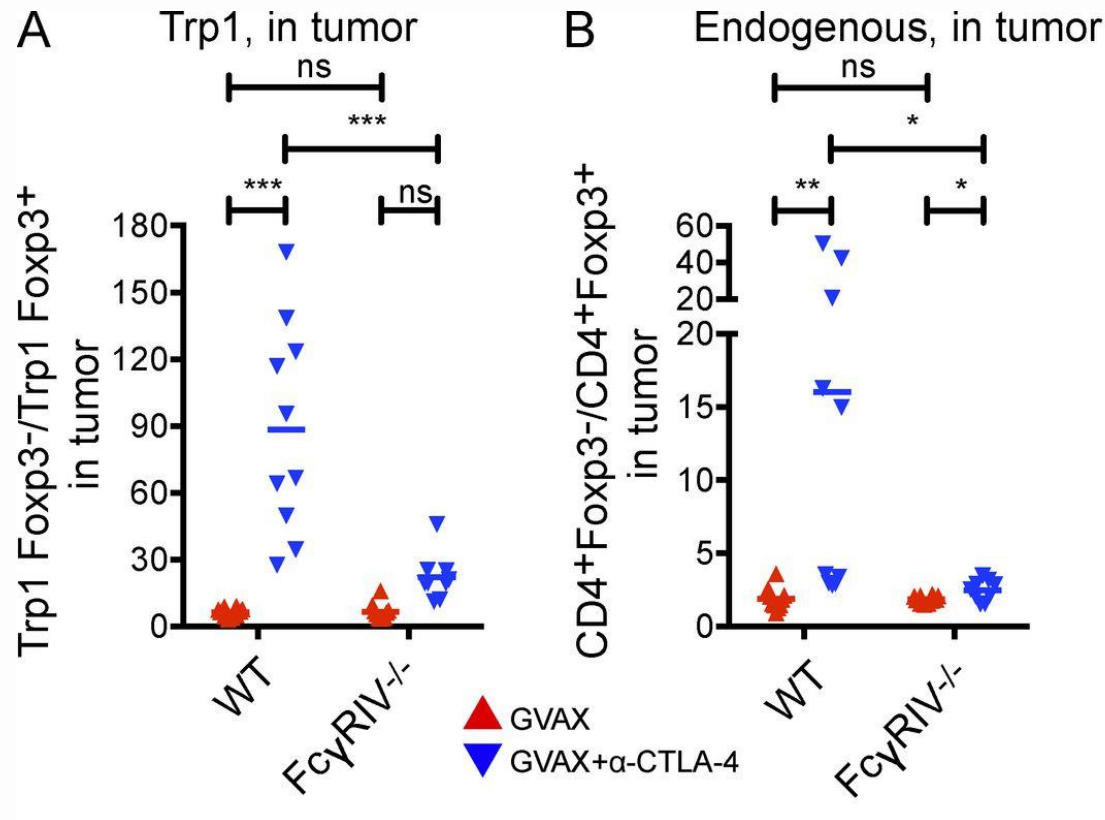 A Trp1, in tumor
ns
***
***
ns
Trp1 Foxp3-/Trp1 Foxp3+
in tumor
180
150
120
90
60
30
0
WT
FcγRIV-/-
B Endogenous, in tumor
ns
*
**
*
CD4+Foxp3-/CD4+Foxp3+
in tumor
60
40
20
20
15
10
5
0
WT
FcγRIV-/-
GVAX
GVAX+α-CTLA-4